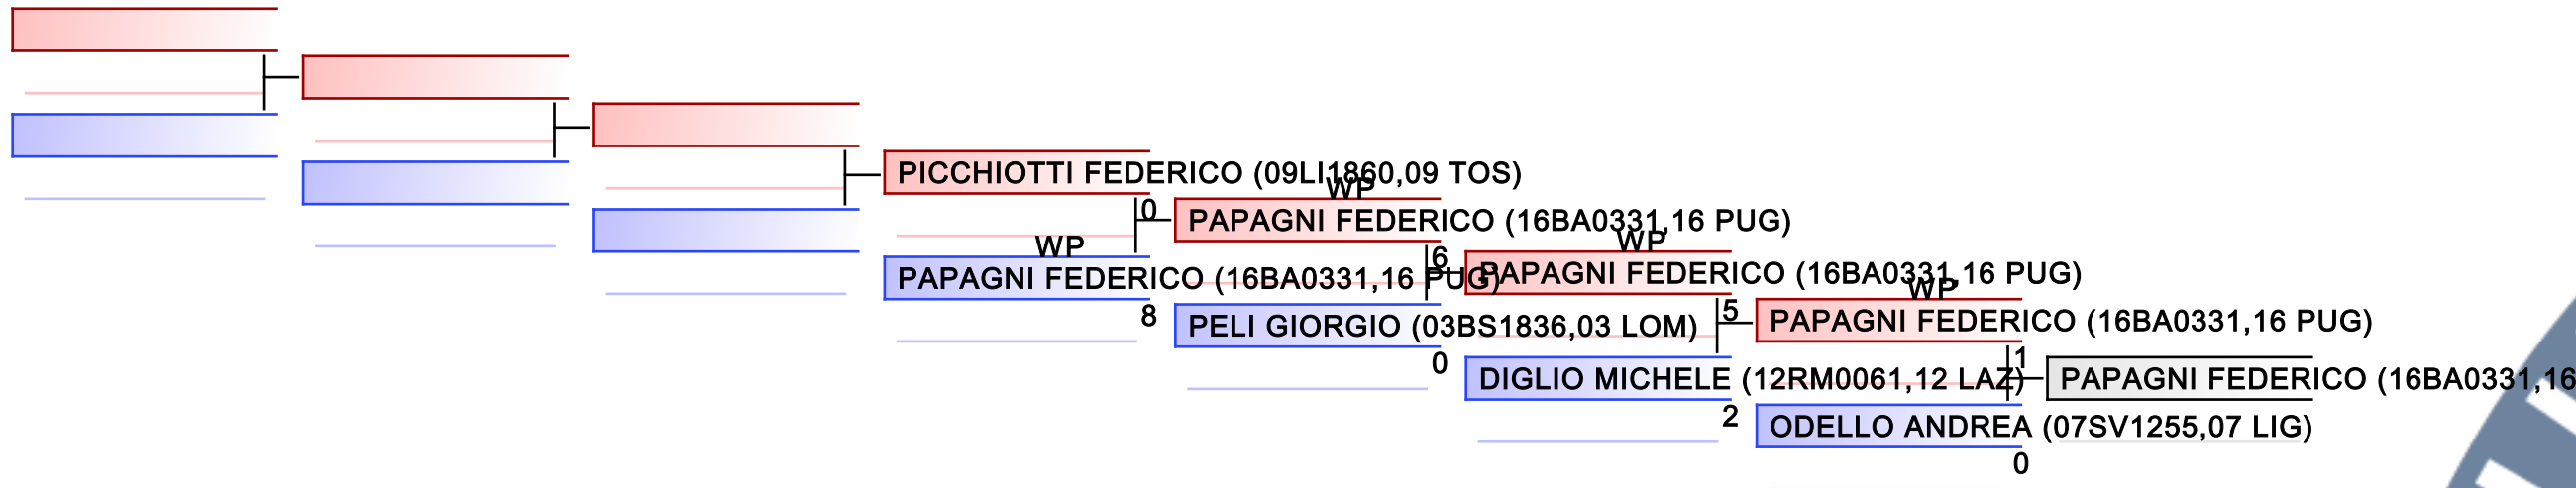 PICCHIOTTI FEDERICO (09LI1860,09 TOS)
WP
0
PAPAGNI FEDERICO (16BA0331,16 PUG)
WP
PAPAGNI FEDERICO (16BA0331,16 PUG)
8
WP
6
PAPAGNI FEDERICO (16BA0331,16 PUG)
PELI GIORGIO (03BS1836,03 LOM)
0
WP
5
PAPAGNI FEDERICO (16BA0331,16 PUG)
DIGLIO MICHELE (12RM0061,12 LAZ)
2
1
PAPAGNI FEDERICO (16BA0331,16
ODELLO ANDREA (07SV1255,07 LIG)
0